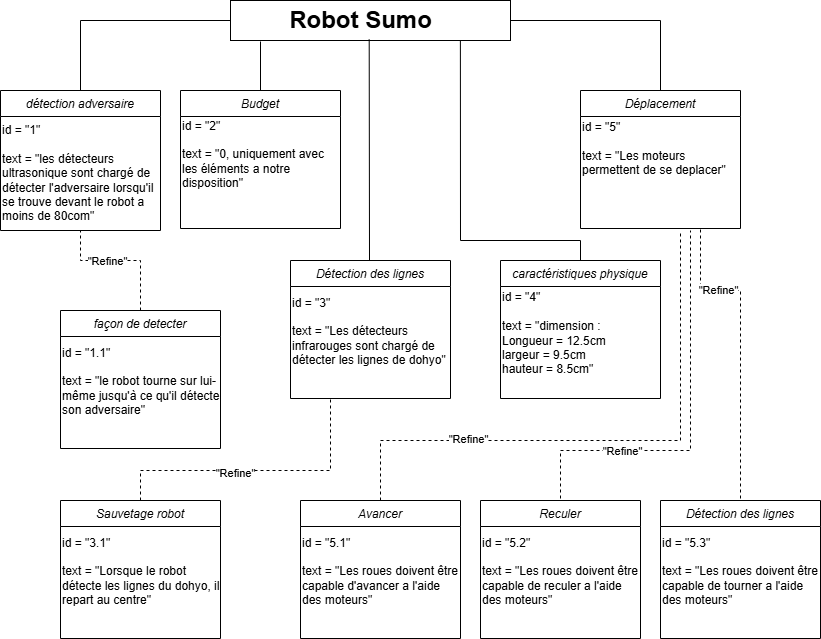 Robot Sumo
détection adversaire
id = "1"
text = "les détecteurs
ultrasonique sont chargé de
détecter l'adversaire lorsqu'il
se trouve devant le robot a
moins de 80com"
Budget
id = "2"
text = "0, uniquement avec
les éléments a notre
disposition"
Déplacement
id = "5"
text = "Les moteurs
permettent de se deplacer"
"Refine"
Détection des lignes
id = "3"
text = "Les détecteurs
infrarouges sont chargé de
détecter les lignes de dohyo"
caractéristiques physique
id = "4"
text = "dimension :
Longueur = 12.5cm
largeur = 9.5cm
hauteur = 8.5cm"
"Refine"
façon de detecter
id = "1.1"
text = "le robot tourne sur lui-
même jusqu'à ce qu'il détecte
son adversaire"
"Refine"
"Refine"
"Refine"
Sauvetage robot
id = "3.1"
text = "Lorsque le robot
détecte les lignes du dohyo, il
repart au centre"
Avancer
id = "5.1"
text = "Les roues doivent être
capable d'avancer a l'aide
des moteurs"
Reculer
id = "5.2"
text = "Les roues doivent être
capable de reculer a l'aide
des moteurs"
Détection des lignes
id = "5.3"
text = "Les roues doivent être
capable de tourner a l'aide
des moteurs"